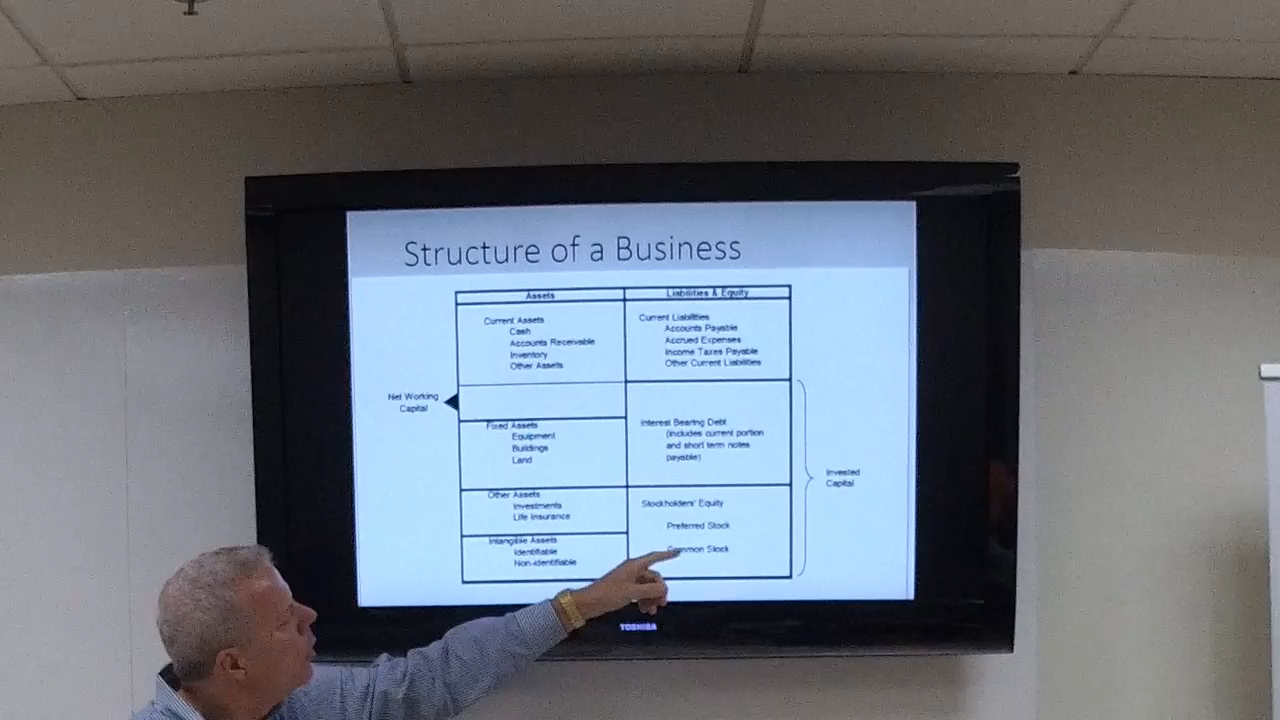 Structure of a Business
Assets
Liabilities & Equity
Current Assets
Cash
Accounts Receivable
Inventory
Other Assets
Current Liabilities
Accounts Payable
Accrued Expenses
Income Taxes Payable
Other Current Liabilities
Net Working
Capital
Fixed Assets
Equipment
Buildings
Land
Interest Bearing Debt
(includes current portion
and short term notes
payable)
Invested
Capital
Other Assets
Investments
Life Insurance
Stockholders' Equity
Preferred Stock
Common Stock
Intangible Assets
Identifiable
Non-identifiable
TOSHIBA